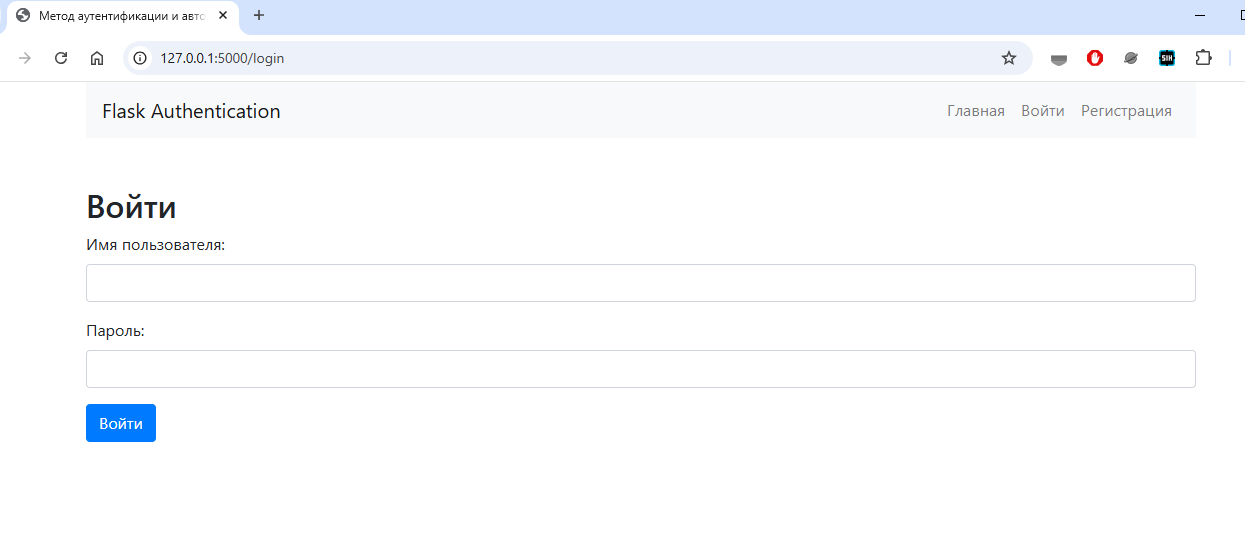 Метод аутентификации и авто
127.0.0.1:5000/login
SIH
Flask Authentication
Главная Войти Регистрация
Войти
Имя пользователя:
Пароль:
Войти